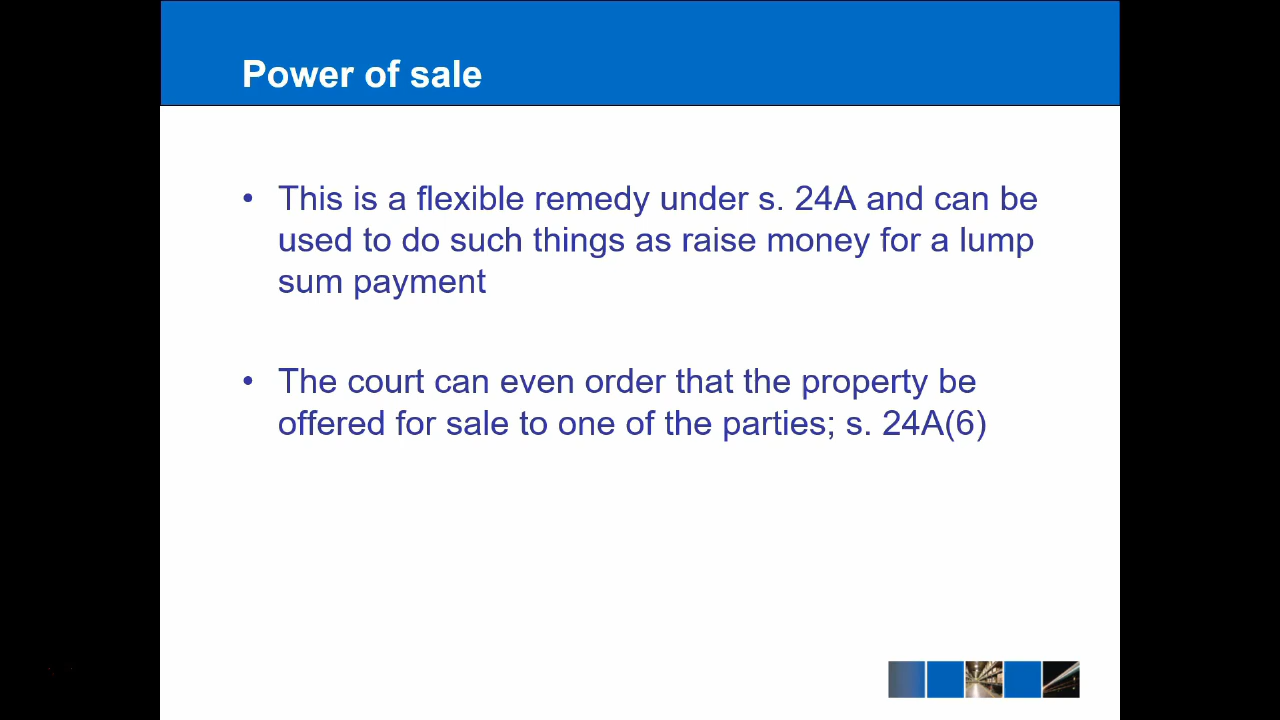 Power of sale
• This is a flexible remedy under s. 24A and can be
used to do such things as raise money for a lump
sum payment
• The court can even order that the property be
offered for sale to one of the parties; s. 24A(6)